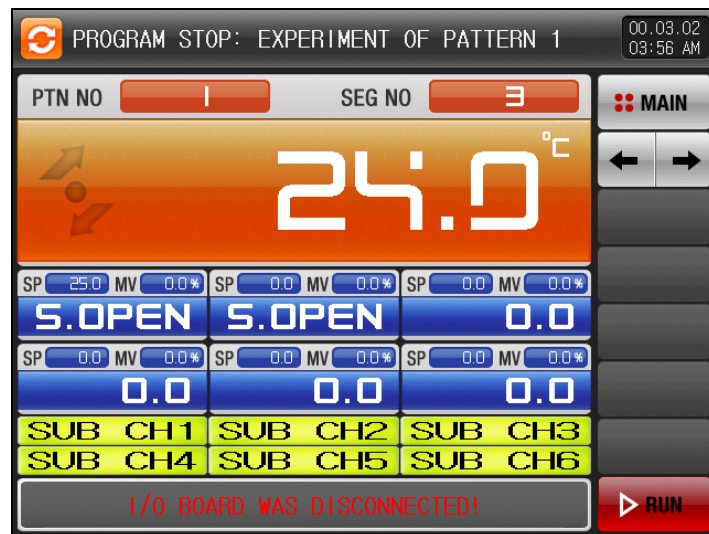 PROGRAM STOP: EXPERIMENT OF PATTERN 1
00.03.02
03:56 AM
PTN NO 1 SEG NO 3
MAIN
24.0 °C
SP 25.0 MV 0.0% SP 0.0 MV 0.0% SP 0.0 MV 0.0%
S.OPEN S.OPEN 0.0
SP 0.0 MV 0.0% SP 0.0 MV 0.0% SP 0.0 MV 0.0%
0.0 0.0 0.0
SUB CH1 SUB CH2 SUB CH3
SUB CH4 SUB CH5 SUB CH6
I/O BOARD WAS DISCONNECTED!
RUN